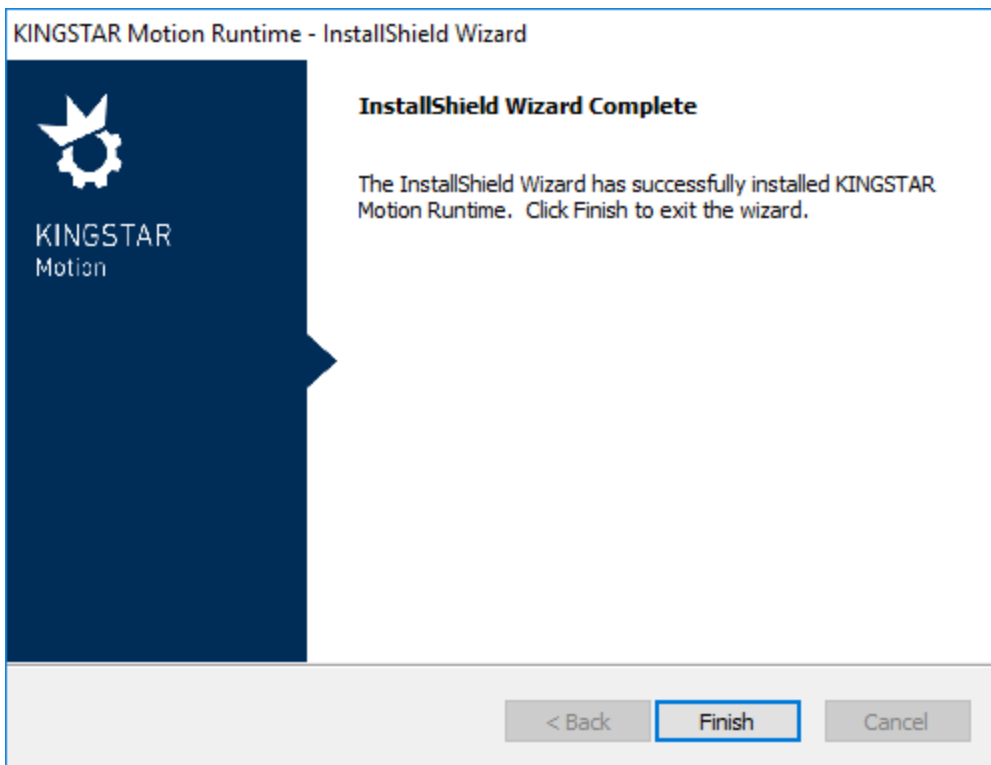 KINGSTAR Motion Runtime - InstallShield Wizard
KINGSTAR
Motion
InstallShield Wizard Complete
The InstallShield Wizard has successfully installed KINGSTAR
Motion Runtime.  Click Finish to exit the wizard.
< Back
Finish
Cancel